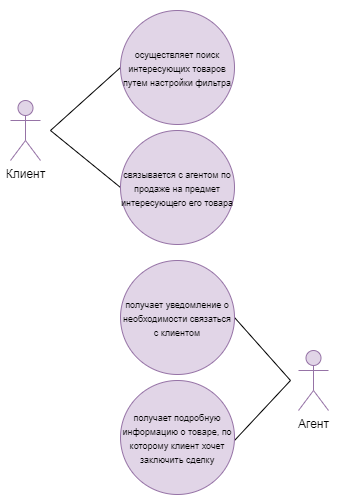 осуществляет поиск
интересующих товаров
путем настройки фильтра
Клиент
связывается с агентом по
продаже на предмет
интересующего его товара
получает уведомление о
необходимости связаться
с клиентом
Агент
получает подробную
информацию о товаре, по
которому клиент хочет
заключить сделку